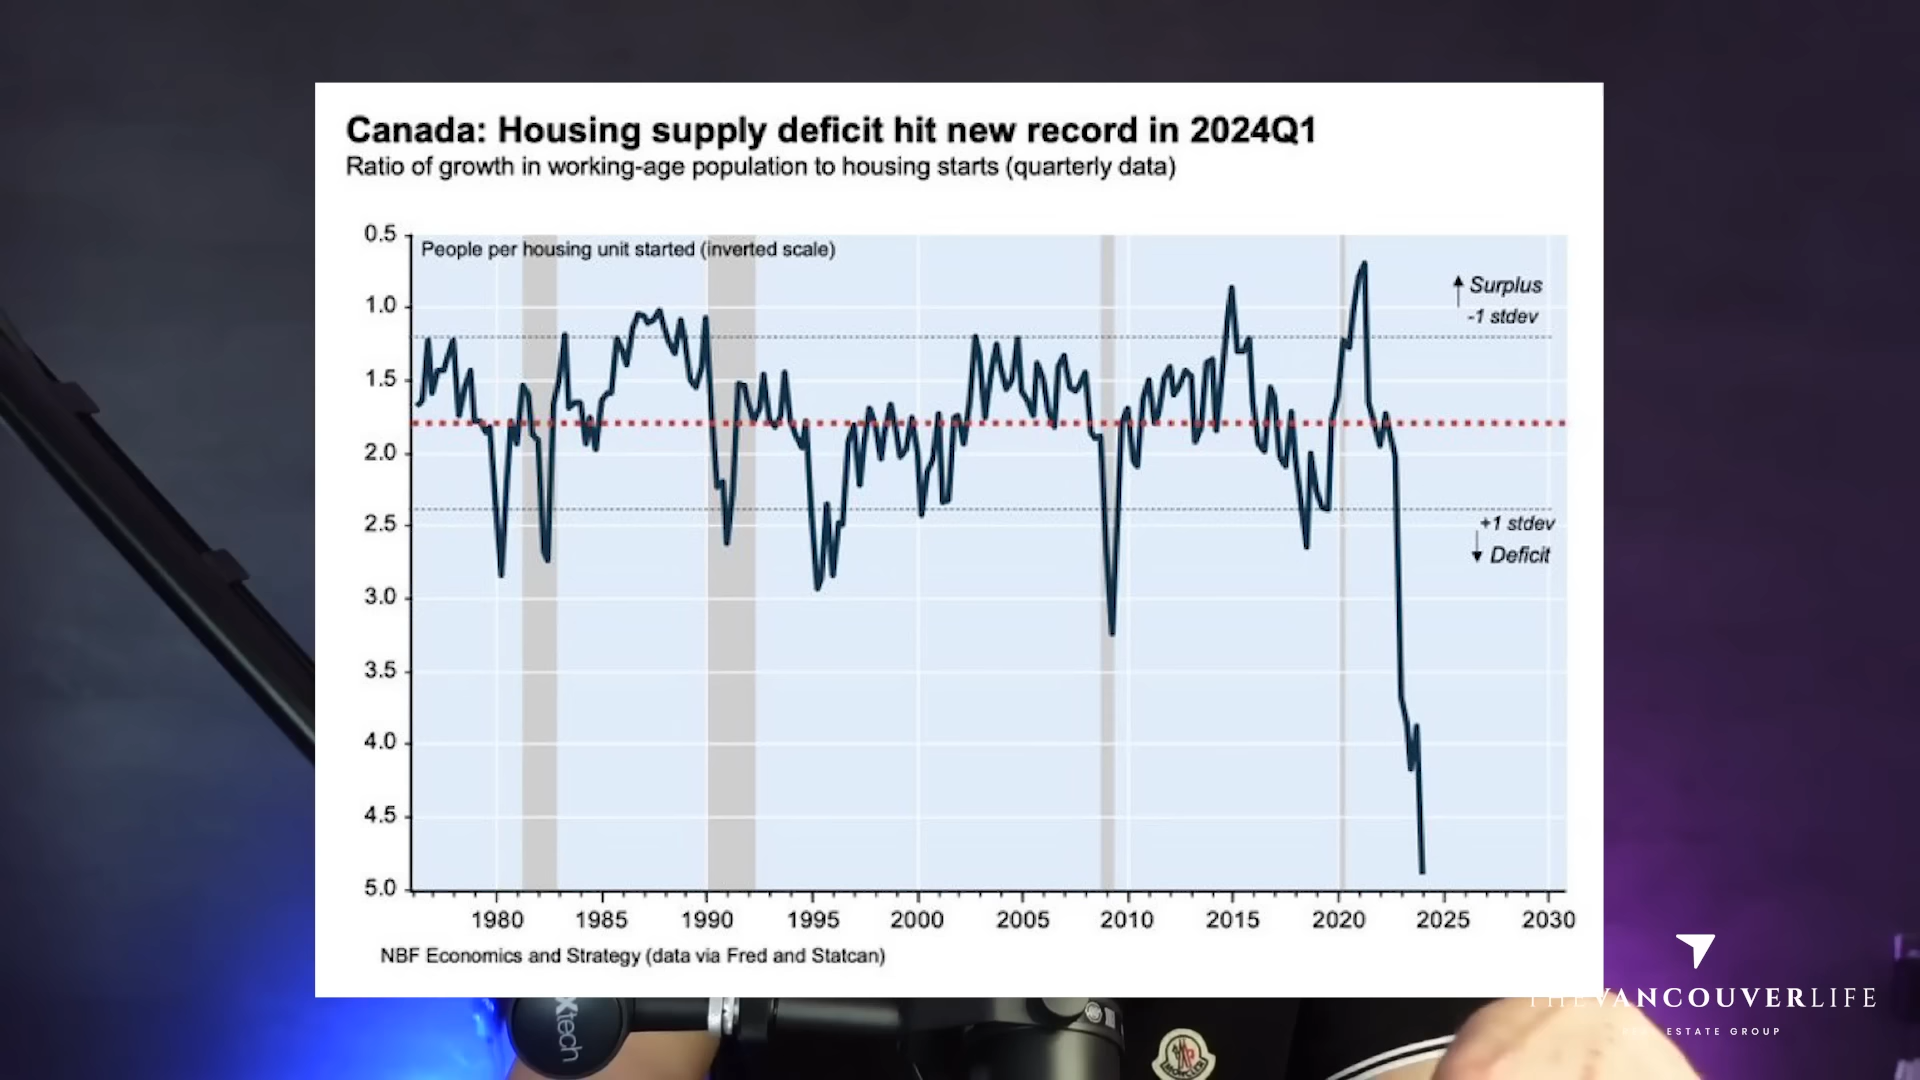 Canada: Housing supply deficit hit new record in 2024Q1
Ratio of growth in working-age population to housing starts (quarterly data)
People per housing unit started (inverted scale)
0.5
1.0
1.5
2.0
2.5
3.0
3.5
4.0
4.5
5.0
Surplus
-1 stdev
+1 stdev
Deficit
1980 1985 1990 1995 2000 2005 2010 2015 2020 2025 2030
NBF Economics and Strategy (data via Fred and Statcan)
THEVANCOUVERLIFE
ESTATE GROUP
tech
MONCLER